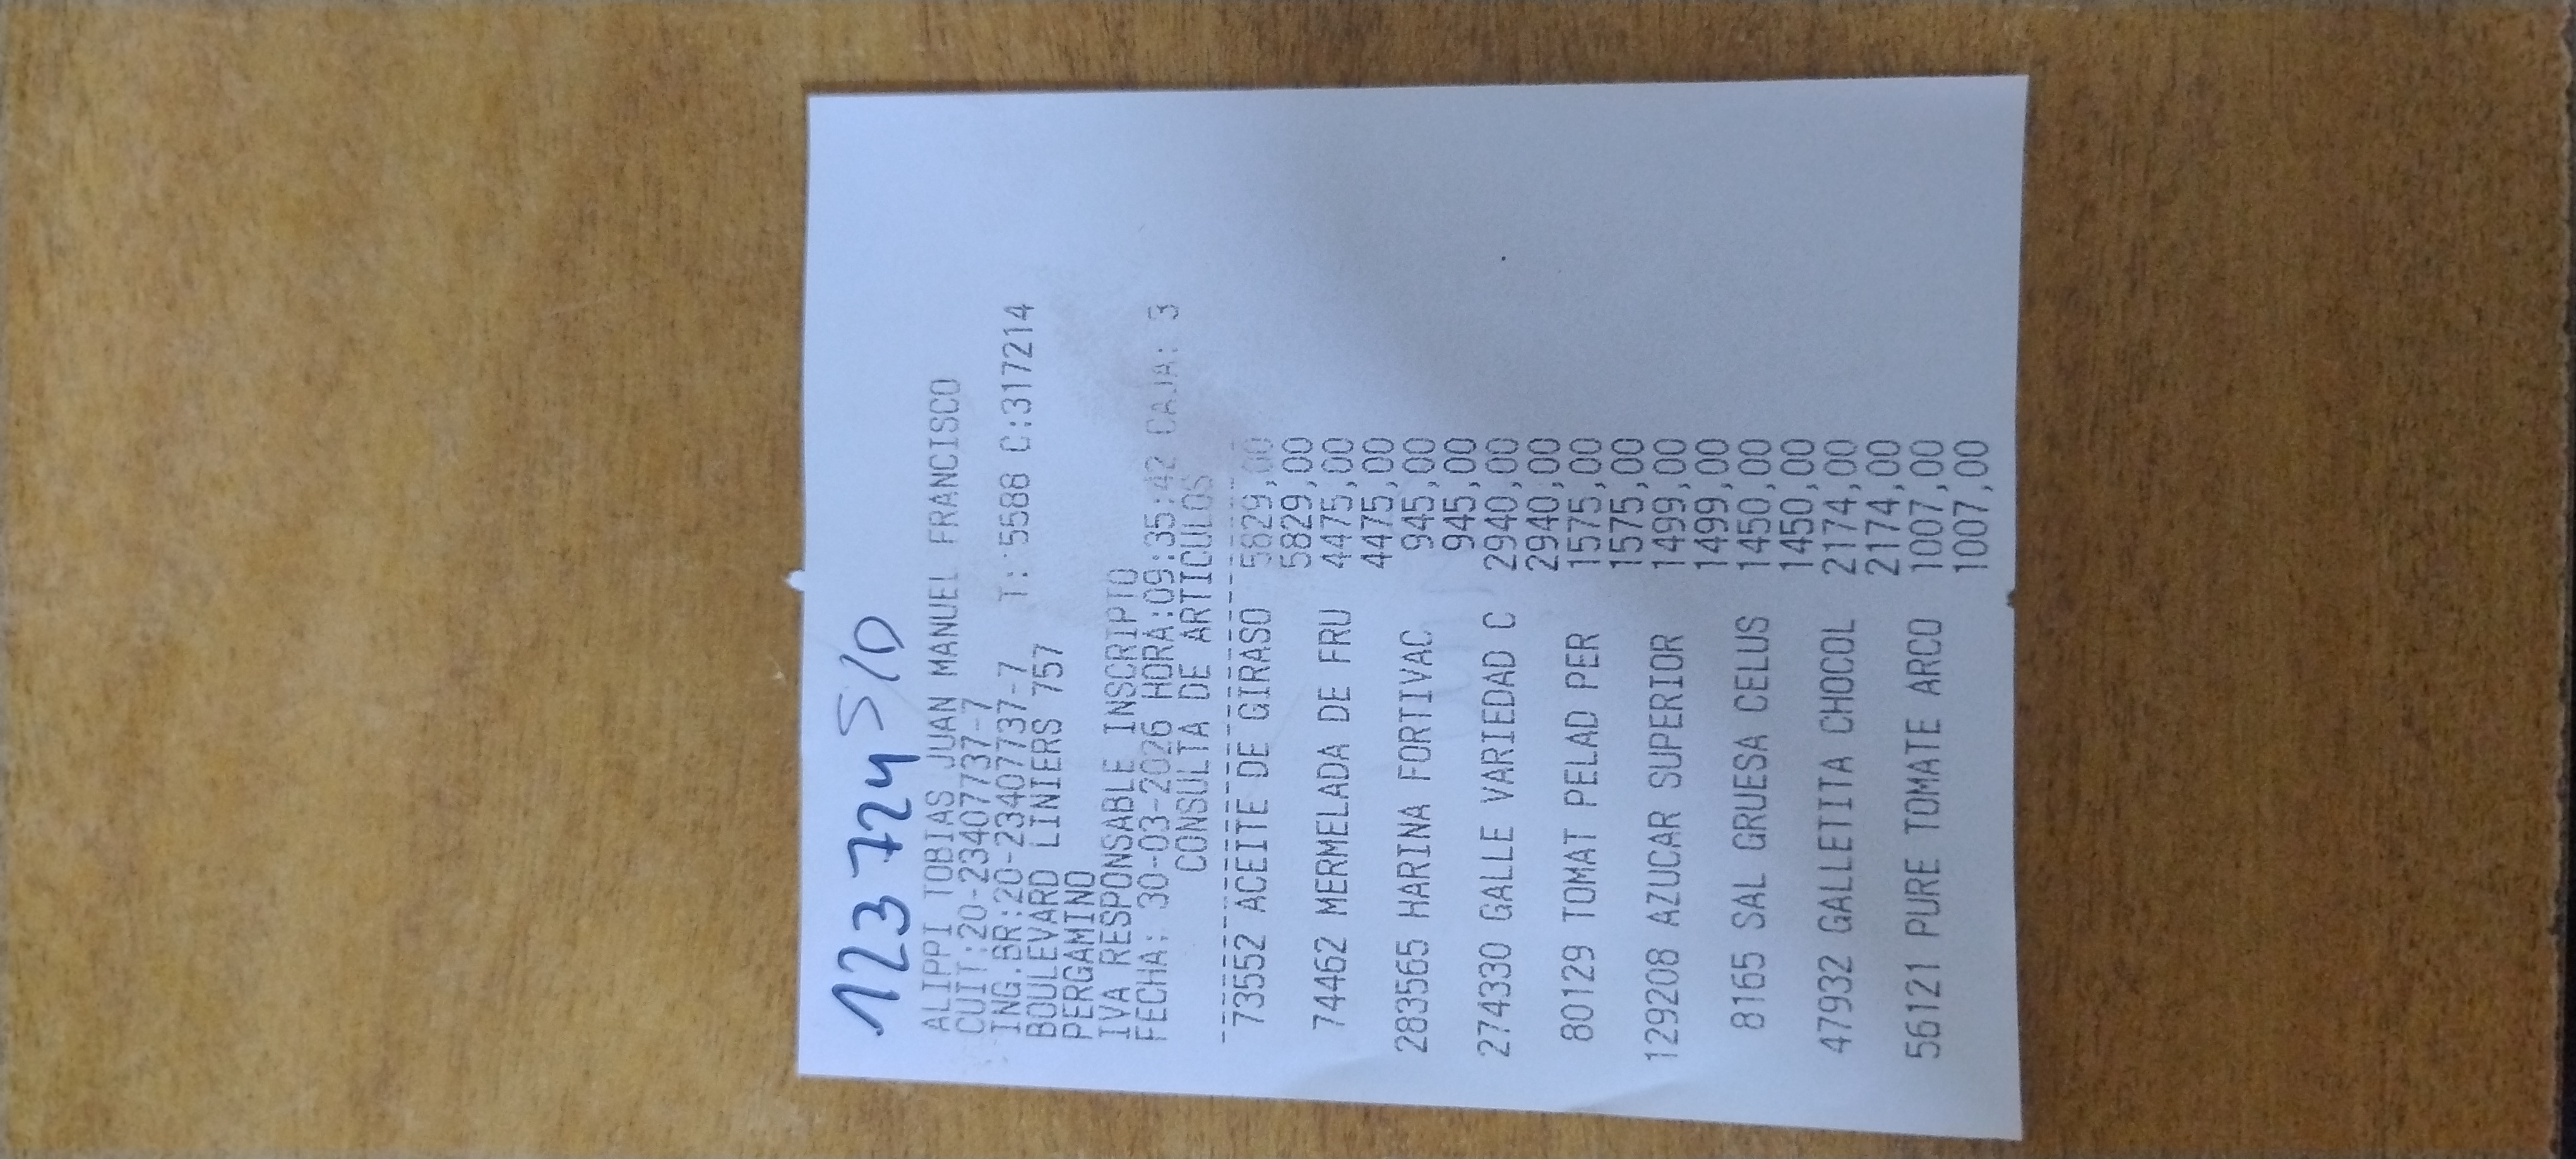 123724 S/D
ALIPPI TOBIAS JUAN MANUEL FRANCISCO
CUIT:20-23407737-7
ING.BR:20-23407737-7
BOULEVARD LINIERS 757 T: 5588 C:317214
PERGAMINO
IVA RESPONSABLE INSCRIPTO
FECHA: 30-03-2026 HORA:09:35:42 CAJA: 3
CONSULTA DE ARTICULOS
73552 ACEITE DE GIRASO 5829,00
5829,00
74462 MERMELADA DE FRU 4475,00
4475,00
283565 HARINA FORTIVAC 945,00
945,00
274330 GALLE VARIEDAD C 2940,00
2940,00
80129 TOMAT PELAD PER 1575,00
1575,00
129208 AZUCAR SUPERIOR 1499,00
1499,00
8165 SAL GRUESA CELUS 1450,00
1450,00
47932 GALLETITA CHOCOL 2174,00
2174,00
56121 PURE TOMATE ARCO 1007,00
1007,00